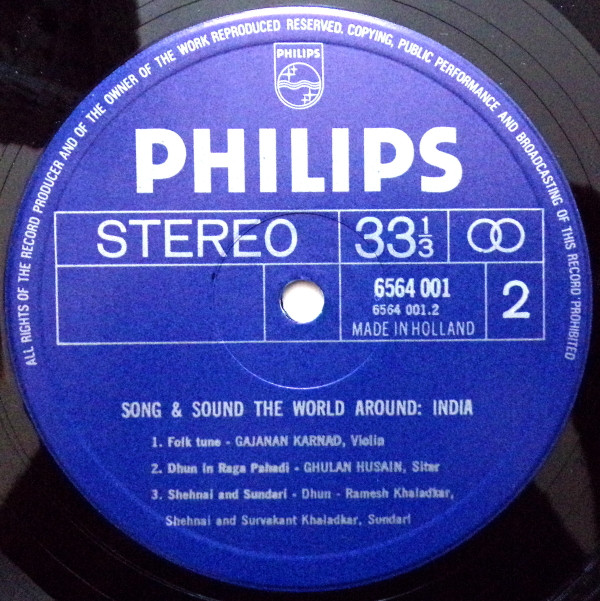 ALL RIGHTS OF THE RECORD PRODUCER AND OF THE OWNER OF THE WORK REPRODUCED RESERVED. COPYING, PUBLIC PERFORMANCE AND BROADCASTING OF THIS RECORD PROHIBITED
PHILIPS
PHILIPS
STEREO 33⅓
6564 001 2
6564 001.2
MADE IN HOLLAND
SONG & SOUND THE WORLD AROUND: INDIA
1. Folk tune - GAJANAN KARNAD, Violin
2. Dhun in Raga Pahadi - GHULAN HUSAIN, Sitar
3. Shehnai and Sundari - Dhun - Ramesh Khaladkar,
Shehnai and Survakant Khaladkar, Sundari